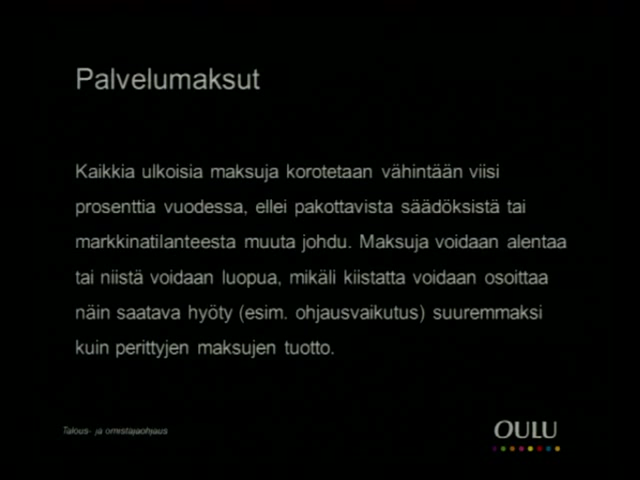 Palvelumaksut
Kaikkia ulkoisia maksuja korotetaan vähintään viisi
prosenttia vuodessa, ellei pakottavista säädöksistä tai
markkinatilanteesta muuta johdu. Maksuja voidaan alentaa
tai niistä voidaan luopua, mikäli kiistatta voidaan osoittaa
näin saatava hyöty (esim. ohjausvaikutus) suuremmaksi
kuin perittyjen maksujen tuotto.
Talous- ja omistajaohjaus
OULU